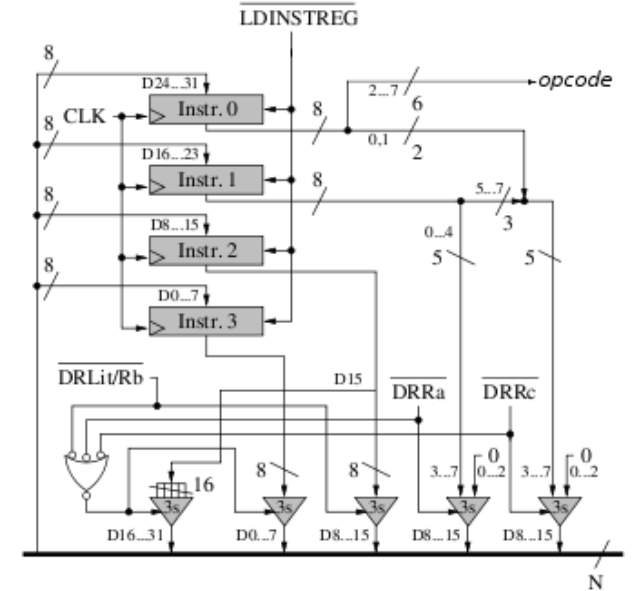 LDINSTREG
8
D24...31
Instr. 0
8
2...7
6
opcode
CLK
0,1
2
8
D16...23
Instr. 1
8
5...7
3
0...4
5
5
8
D8...15
Instr. 2
8
D0...7
Instr. 3
DRLit/Rb
D15
DRRa
DRRc
16
8
8
3...7
0
0...2
3...7
0
0...2
3s
3s
3s
3s
3s
D16...31
D0...7
D8...15
D8...15
D8...15
N